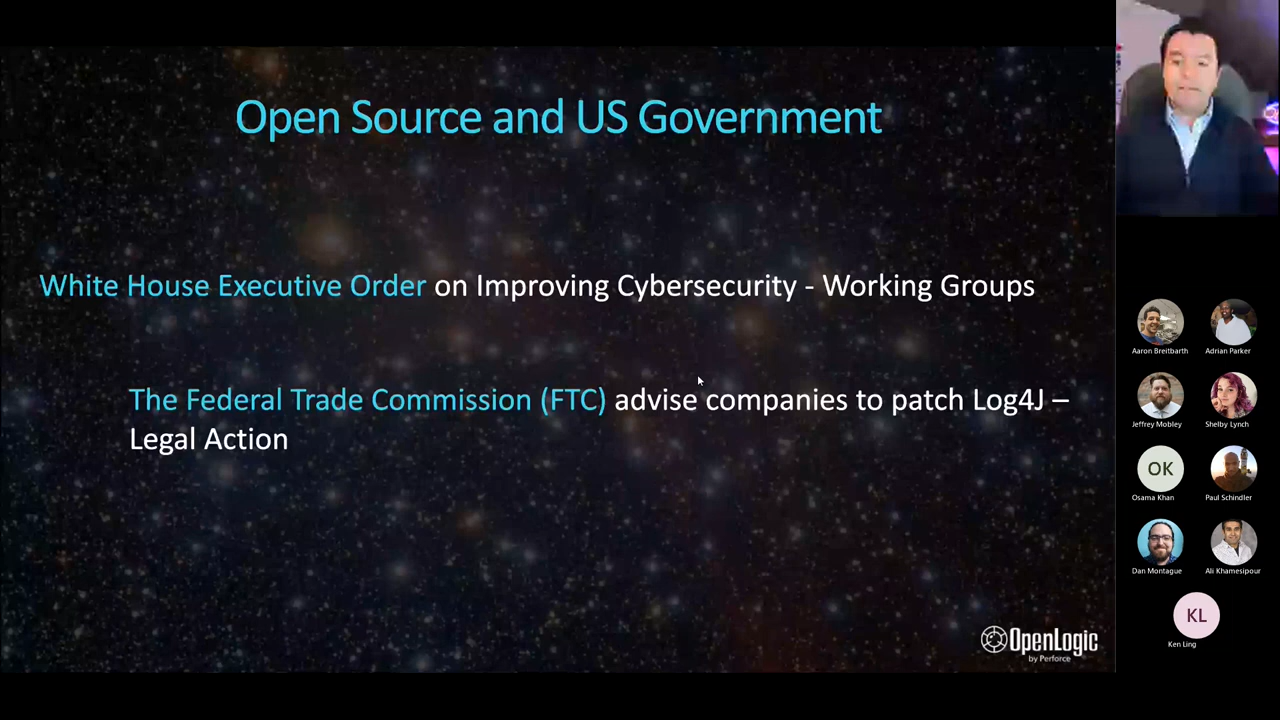 Open Source and US Government
White House Executive Order on Improving Cybersecurity - Working Groups
The Federal Trade Commission (FTC) advise companies to patch Log4J –
Legal Action
OpenLogic
by Perforce
Aaron Breitbarth
Adrian Parker
Jeffrey Mobley
Shelby Lynch
OK
Osama Khan
Paul Schindler
Dan Montague
Ali Khamesipour
KL
Ken Ling